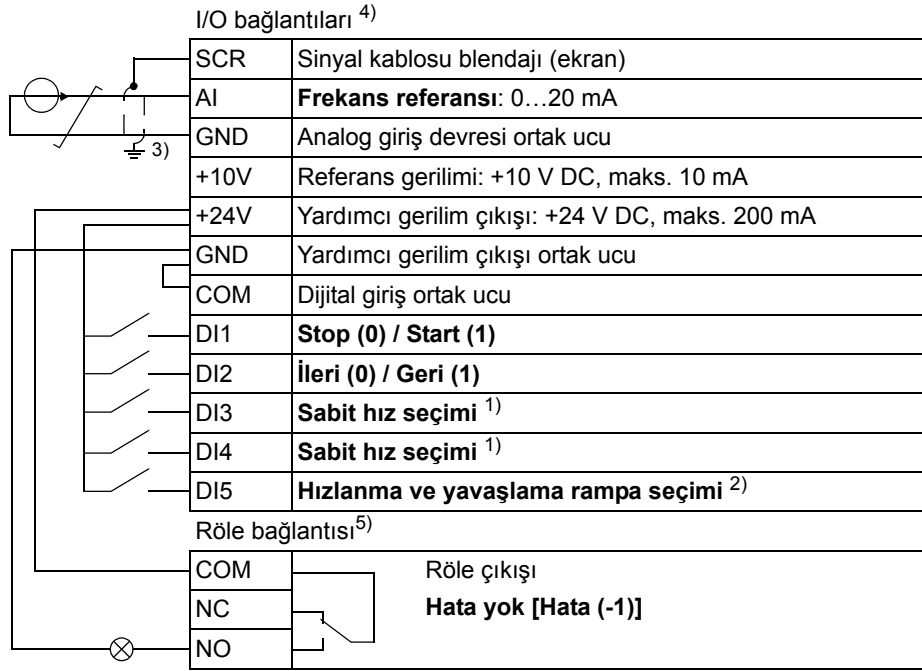 I/O bağlantıları 4)
SCR Sinyal kablosu blendajı (ekran)
AI Frekans referansı: 0…20 mA
GND Analog giriş devresi ortak ucu
3)
+10V Referans gerilimi: +10 V DC, maks. 10 mA
+24V Yardımcı gerilim çıkışı: +24 V DC, maks. 200 mA
GND Yardımcı gerilim çıkışı ortak ucu
COM Dijital giriş ortak ucu
DI1 Stop (0) / Start (1)
DI2 İleri (0) / Geri (1)
DI3 Sabit hız seçimi 1)
DI4 Sabit hız seçimi 1)
DI5 Hızlanma ve yavaşlama rampa seçimi 2)
Röle bağlantısı5)
COM Röle çıkışı
NC Hata yok [Hata (-1)]
NO